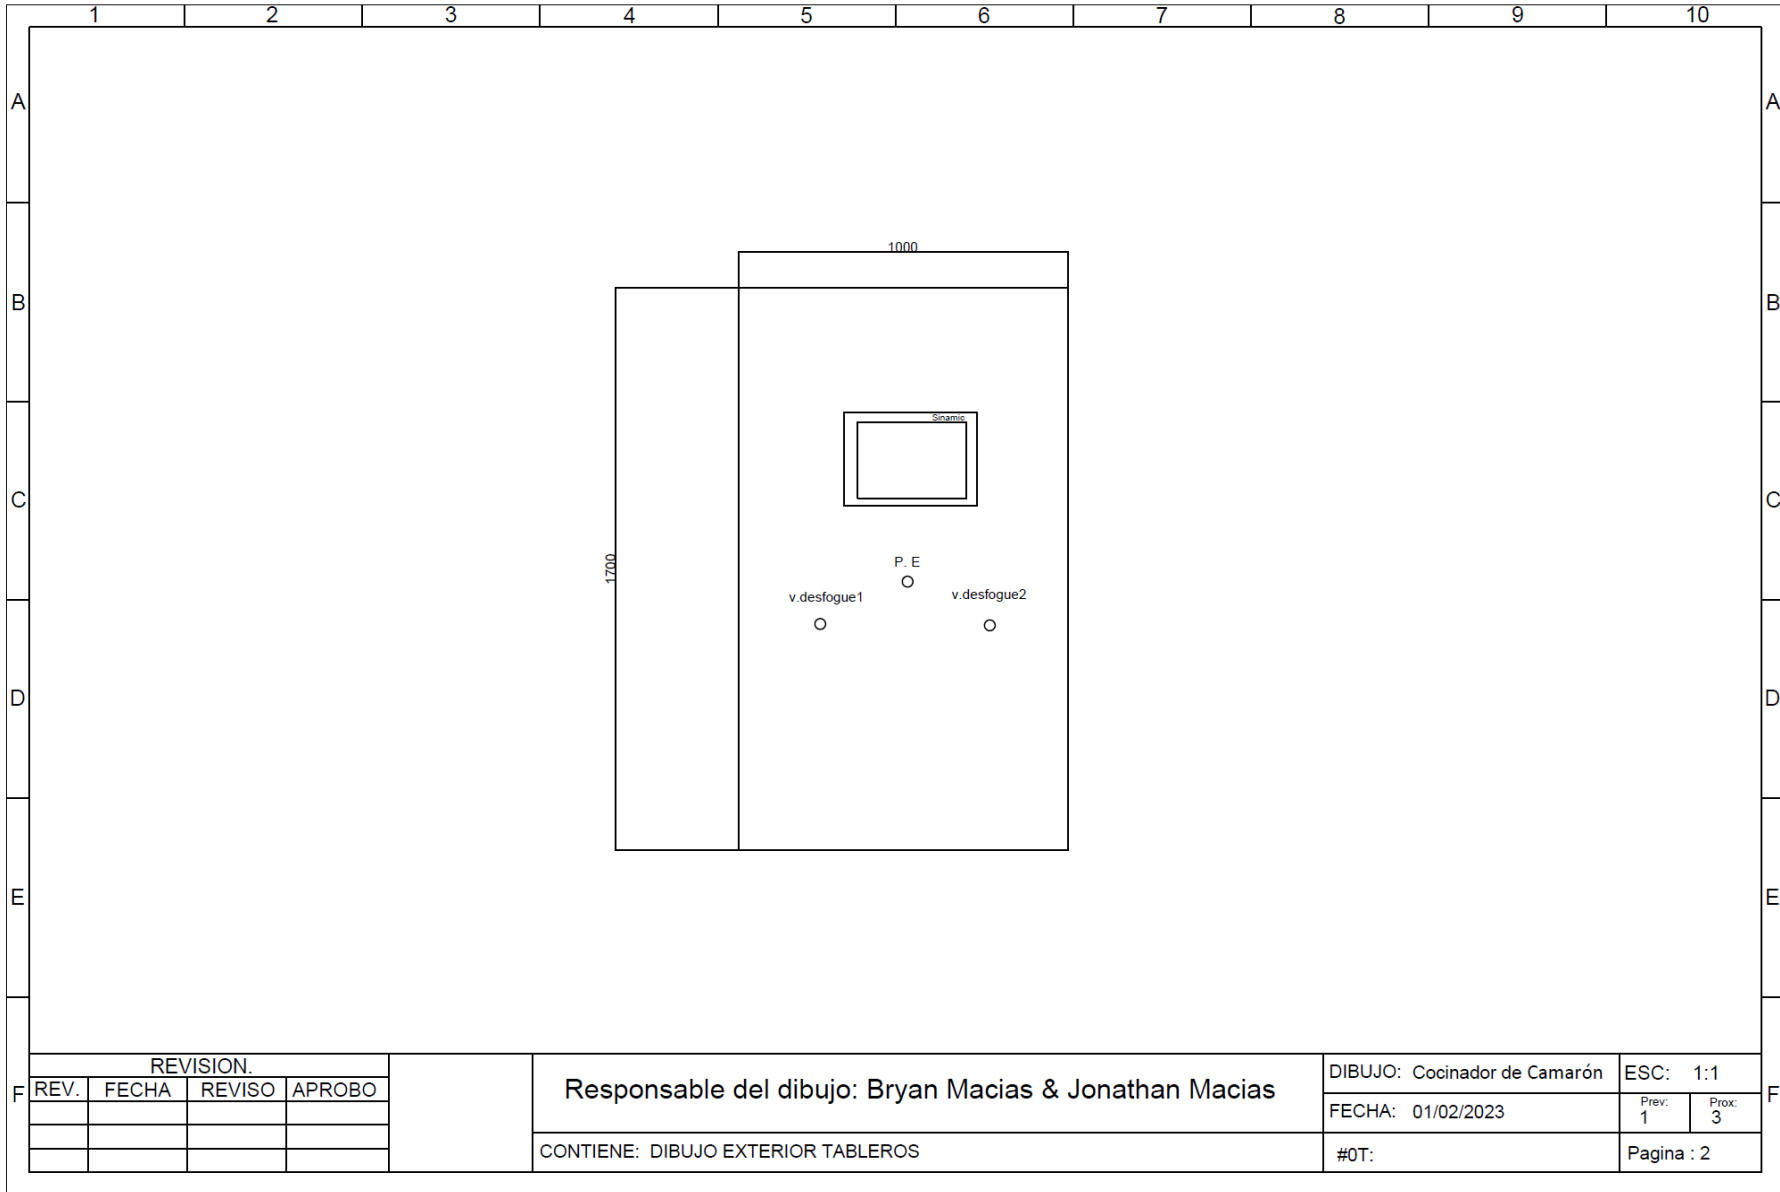 1 2 3 4 5 6 7 8 9 10
A A
B B
C C
D D
E E
F F
1000
1700
Sinamic
P. E
v.desfogue1
v.desfogue2
REVISION.
REV. FECHA REVISO APROBO
Responsable del dibujo: Bryan Macias & Jonathan Macias
CONTIENE: DIBUJO EXTERIOR TABLEROS
DIBUJO: Cocinador de Camarón
ESC: 1:1
FECHA: 01/02/2023
Prev: Prox:
1 3
#0T:
Pagina : 2